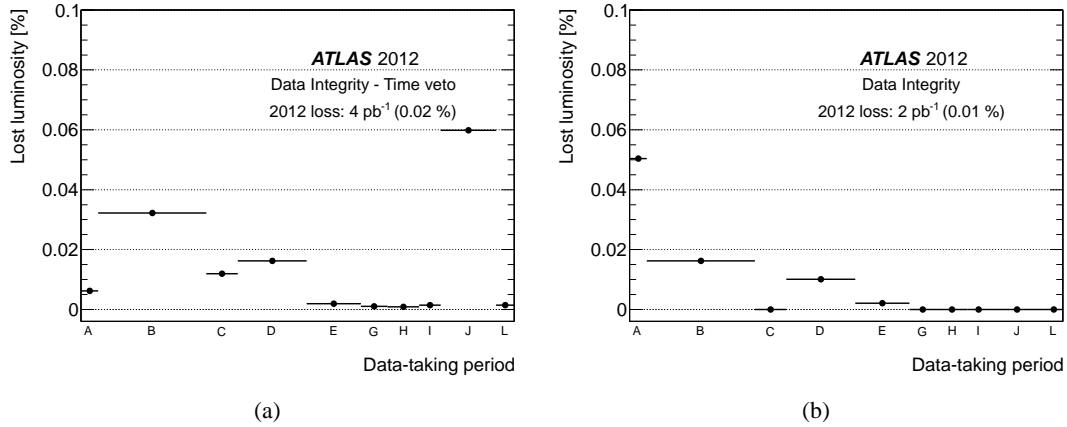 Lost luminosity [%]
0.1
0.08
0.06
0.04
0.02
0
ATLAS 2012
Data Integrity - Time veto
2012 loss: 4 pb⁻¹ (0.02 %)
A B C D E G H I J L
Data-taking period
(a)
Lost luminosity [%]
0.1
0.08
0.06
0.04
0.02
0
ATLAS 2012
Data Integrity
2012 loss: 2 pb⁻¹ (0.01 %)
A B C D E G H I J L
Data-taking period
(b)